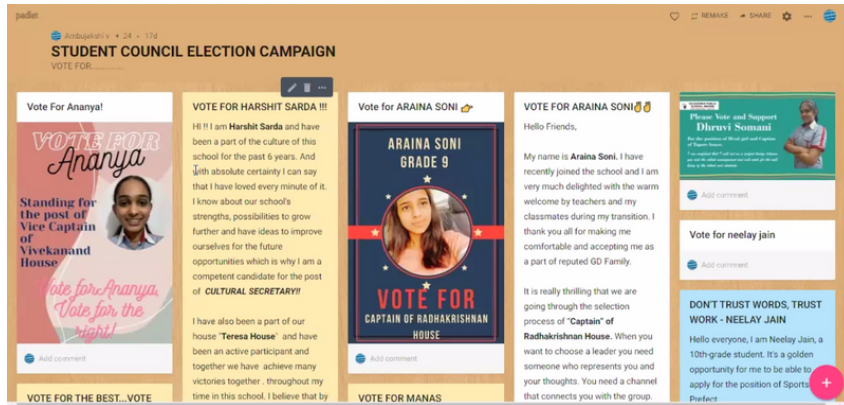 padlet
REMAKE
SHARE
Ambujakshi v • 24 • 17d
STUDENT COUNCIL ELECTION CAMPAIGN
VOTE FOR..............
Vote For Ananya!
VOTE FOR
Ananya
Standing for
the post of
Vice Captain
of
Vivekanand
House
Vote for Ananya,
Vote for the
right!
Add comment
VOTE FOR THE BEST...VOTE
VOTE FOR HARSHIT SARDA !!!
HI !! I am Harshit Sarda and have
been a part of the culture of this
school for the past 6 years. And
with absolute certainty I can say
that I have loved every minute of it.
I know about our school's
strengths, possibilities to grow
further and have ideas to improve
ourselves for the future
opportunities which is why I am a
competent candidate for the post
of CULTURAL SECRETARY!!
I have also been a part of our
house "Teresa House" and have
been an active participant and
together we have achieve many
victories together . throughout my
time in this school. I believe that by
Vote for ARAINA SONI 👉
ARAINA SONI
GRADE 9
VOTE FOR
CAPTAIN OF RADHAKRISHNAN
HOUSE
Add comment
VOTE FOR MANAS
VOTE FOR ARAINA SONI✌✌
Hello Friends,
My name is Araina Soni. I have
recently joined the school and I am
very much delighted with the warm
welcome by teachers and my
classmates during my transition. I
thank you all for making me
comfortable and accepting me as
a part of reputed GD Family.
It is really thrilling that we are
going through the selection
process of "Captain" of
Radhakrishnan House. When you
want to choose a leader you need
someone who represents you and
your thoughts. You need a channel
that connects you with the group.
Please Vote and Support
Dhruvi Somani
For the position of Head girl and Captain
of Tagore house.
Add comment
Vote for neelay jain
Add comment
DON'T TRUST WORDS, TRUST
WORK - NEELAY JAIN
Hello everyone, I am Neelay Jain, a
10th-grade student. It's a golden
opportunity for me to be able to
apply for the position of Sports
Prefect